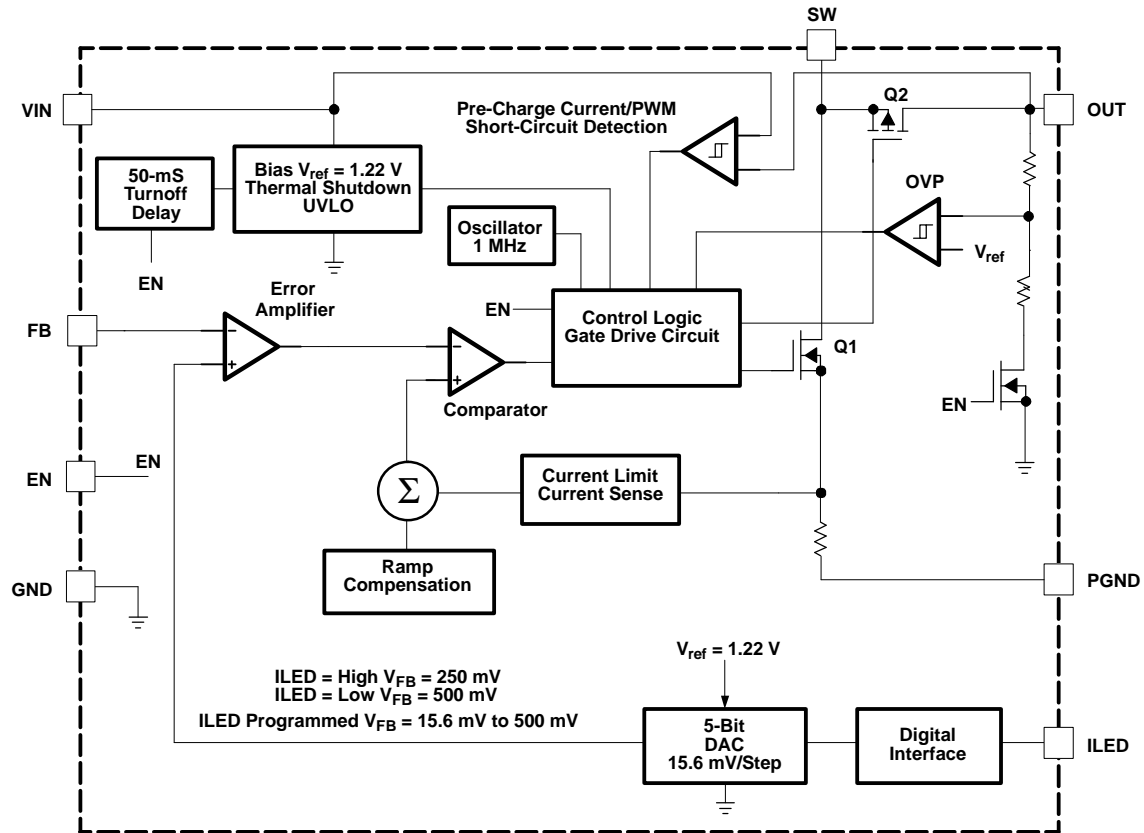 SW
VIN
Pre-Charge Current/PWM
Short-Circuit Detection
Q2
OUT
50-mS
Turnoff
Delay
Bias Vref = 1.22 V
Thermal Shutdown
UVLO
OVP
Oscillator
1 MHz
Vref
EN
Error
Amplifier
EN
Control Logic
Gate Drive Circuit
FB
−
+
−
+
Q1
Comparator
EN
EN
EN
Σ
Current Limit
Current Sense
Ramp
Compensation
GND
PGND
Vref = 1.22 V
ILED = High VFB = 250 mV
ILED = Low VFB = 500 mV
ILED Programmed VFB = 15.6 mV to 500 mV
5-Bit
DAC
15.6 mV/Step
Digital
Interface
ILED